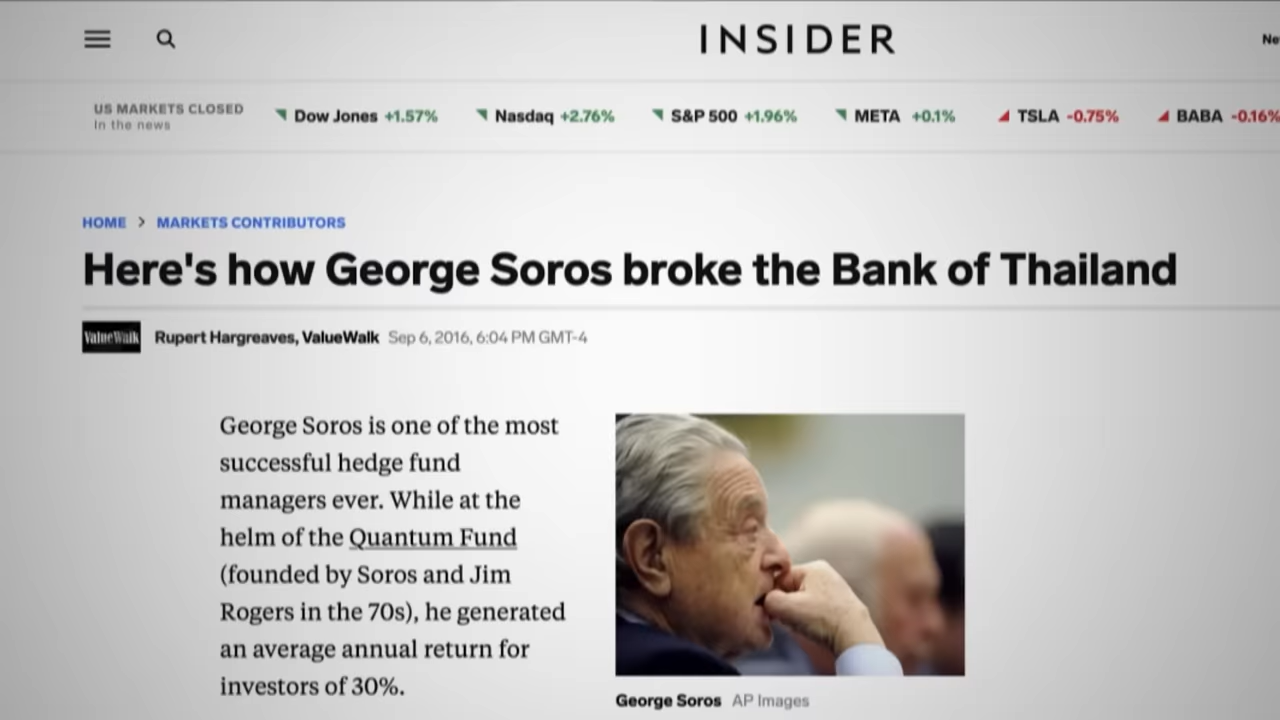 INSIDER
Ne
US MARKETS CLOSED
In the news
Dow Jones +1.57%
Nasdaq +2.76%
S&P 500 +1.96%
META +0.1%
TSLA -0.75%
BABA -0.16%
HOME > MARKETS CONTRIBUTORS
Here's how George Soros broke the Bank of Thailand
ValueWalk
Rupert Hargreaves, ValueWalk Sep 6, 2016, 6:04 PM GMT-4
George Soros is one of the most
successful hedge fund
managers ever. While at the
helm of the Quantum Fund
(founded by Soros and Jim
Rogers in the 70s), he generated
an average annual return for
investors of 30%.
George Soros AP Images